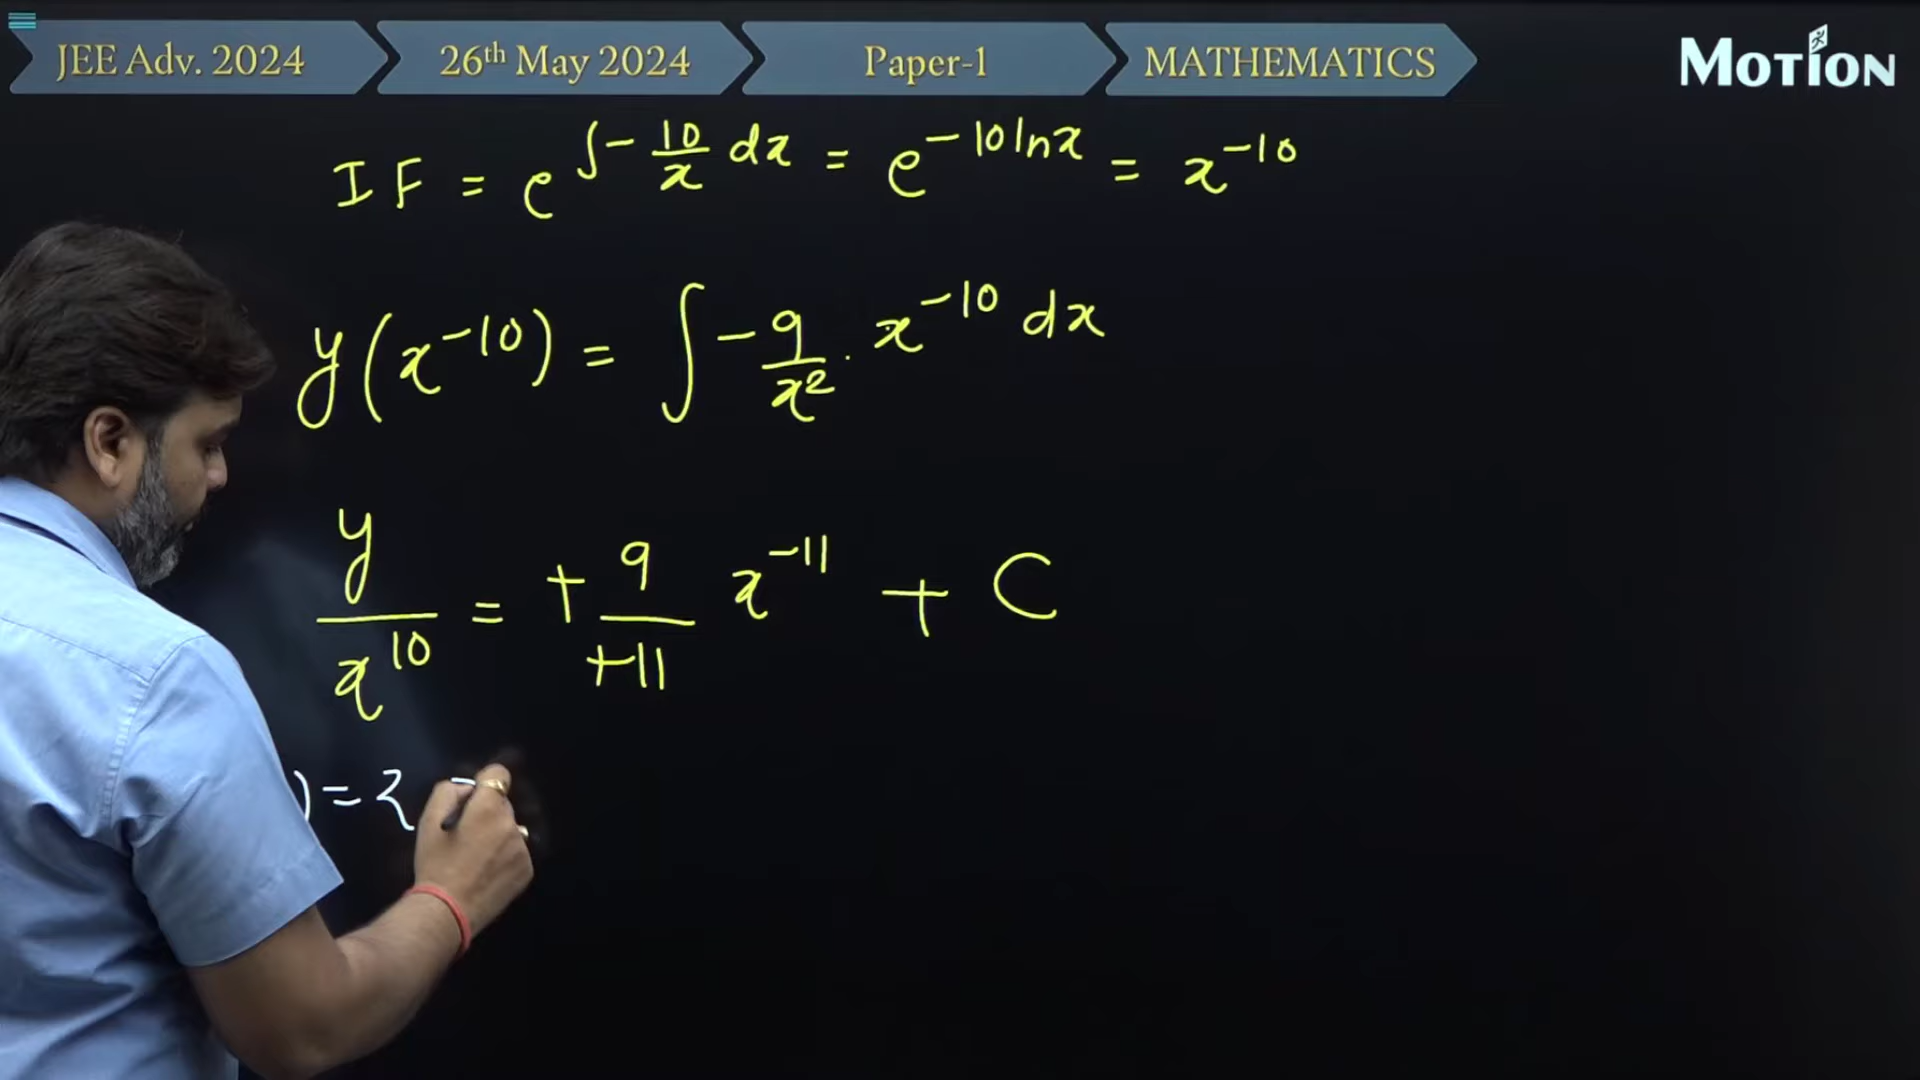 JEE Adv. 2024 26th May 2024 Paper-1 MATHEMATICS MOTION
IF = e^{∫ -10/x dx} = e^{-10 ln x} = x^{-10}
y(x^{-10}) = ∫ -9/x² · x^{-10} dx
y/x^{10} = +9/+11 x^{-11} + C
) = 2